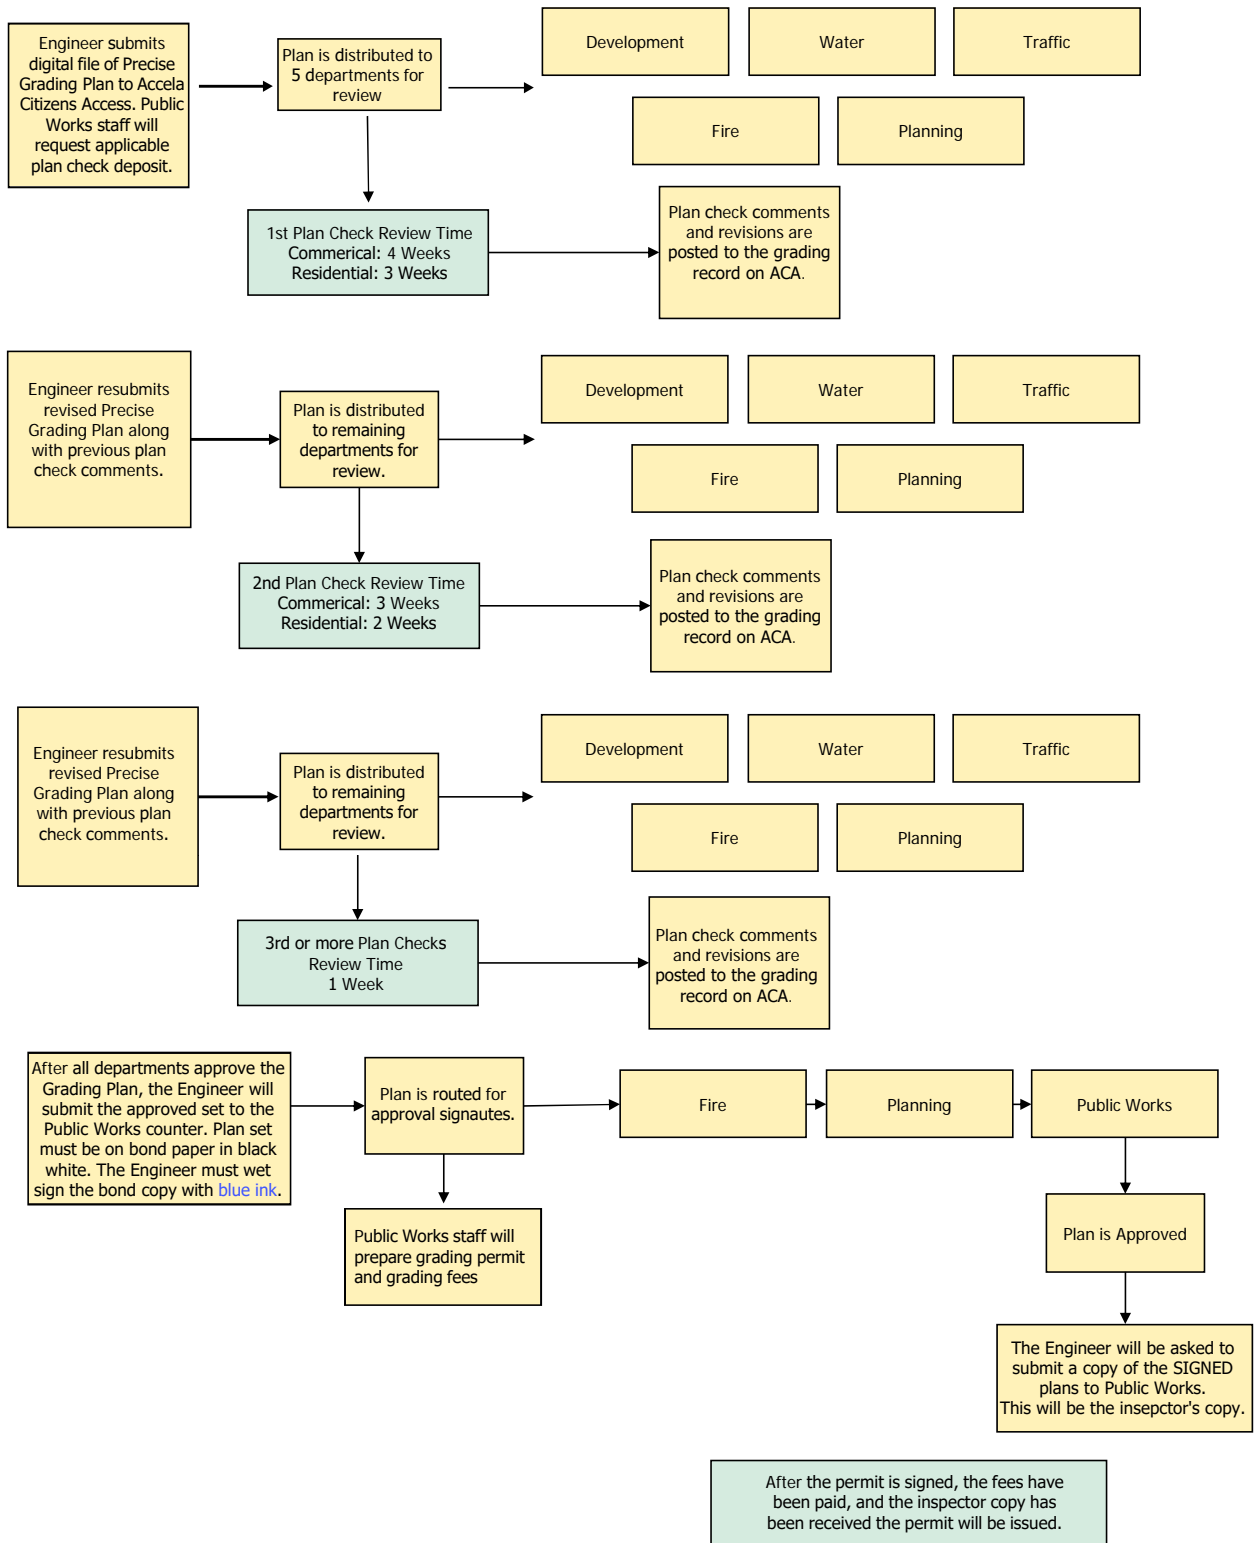 Engineer submits
digital file of Precise
Grading Plan to Accela
Citizens Access. Public
Works staff will
request applicable
plan check deposit.
Plan is distributed to
5 departments for
review
Development
Water
Traffic
Fire
Planning
1st Plan Check Review Time
Commerical: 4 Weeks
Residential: 3 Weeks
Plan check comments
and revisions are
posted to the grading
record on ACA.
Engineer resubmits
revised Precise
Grading Plan along
with previous plan
check comments.
Plan is distributed
to remaining
departments for
review.
Development
Water
Traffic
Fire
Planning
2nd Plan Check Review Time
Commerical: 3 Weeks
Residential: 2 Weeks
Plan check comments
and revisions are
posted to the grading
record on ACA.
Engineer resubmits
revised Precise
Grading Plan along
with previous plan
check comments.
Plan is distributed
to remaining
departments for
review.
Development
Water
Traffic
Fire
Planning
3rd or more Plan Checks
Review Time
1 Week
Plan check comments
and revisions are
posted to the grading
record on ACA.
After all departments approve the
Grading Plan, the Engineer will
submit the approved set to the
Public Works counter. Plan set
must be on bond paper in black
white. The Engineer must wet
sign the bond copy with blue ink.
Plan is routed for
approval signautes.
Fire
Planning
Public Works
Public Works staff will
prepare grading permit
and grading fees
Plan is Approved
The Engineer will be asked to
submit a copy of the SIGNED
plans to Public Works.
This will be the insepctor's copy.
After the permit is signed, the fees have
been paid, and the inspector copy has
been received the permit will be issued.